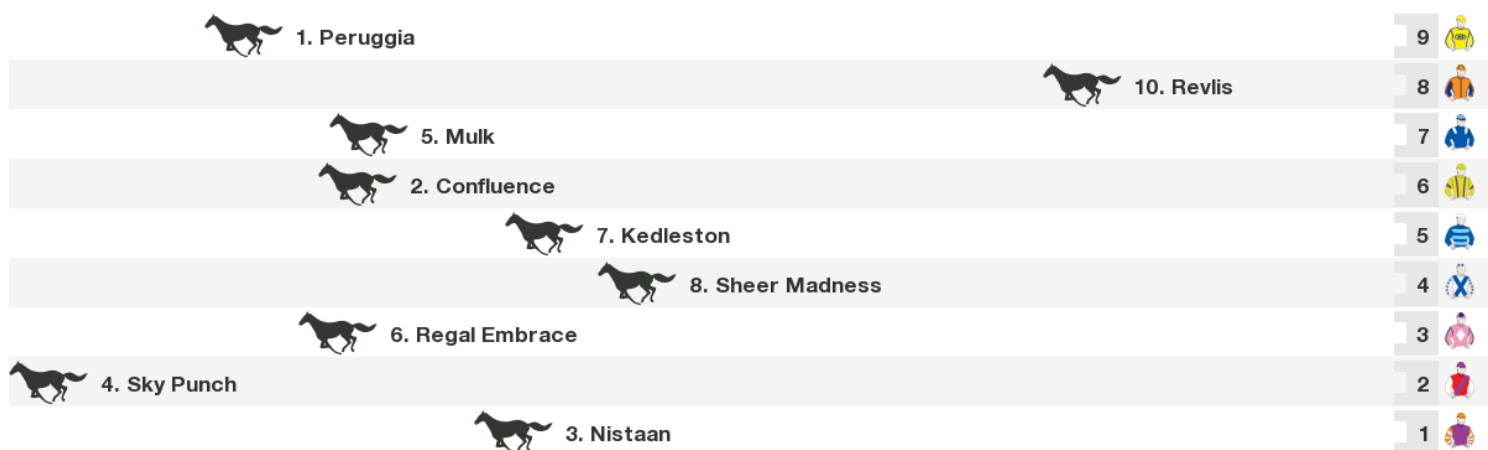 1. Peruggia 9
10. Revlis 8
5. Mulk 7
2. Confluence 6
7. Kedleston 5
8. Sheer Madness 4
6. Regal Embrace 3
4. Sky Punch 2
3. Nistaan 1